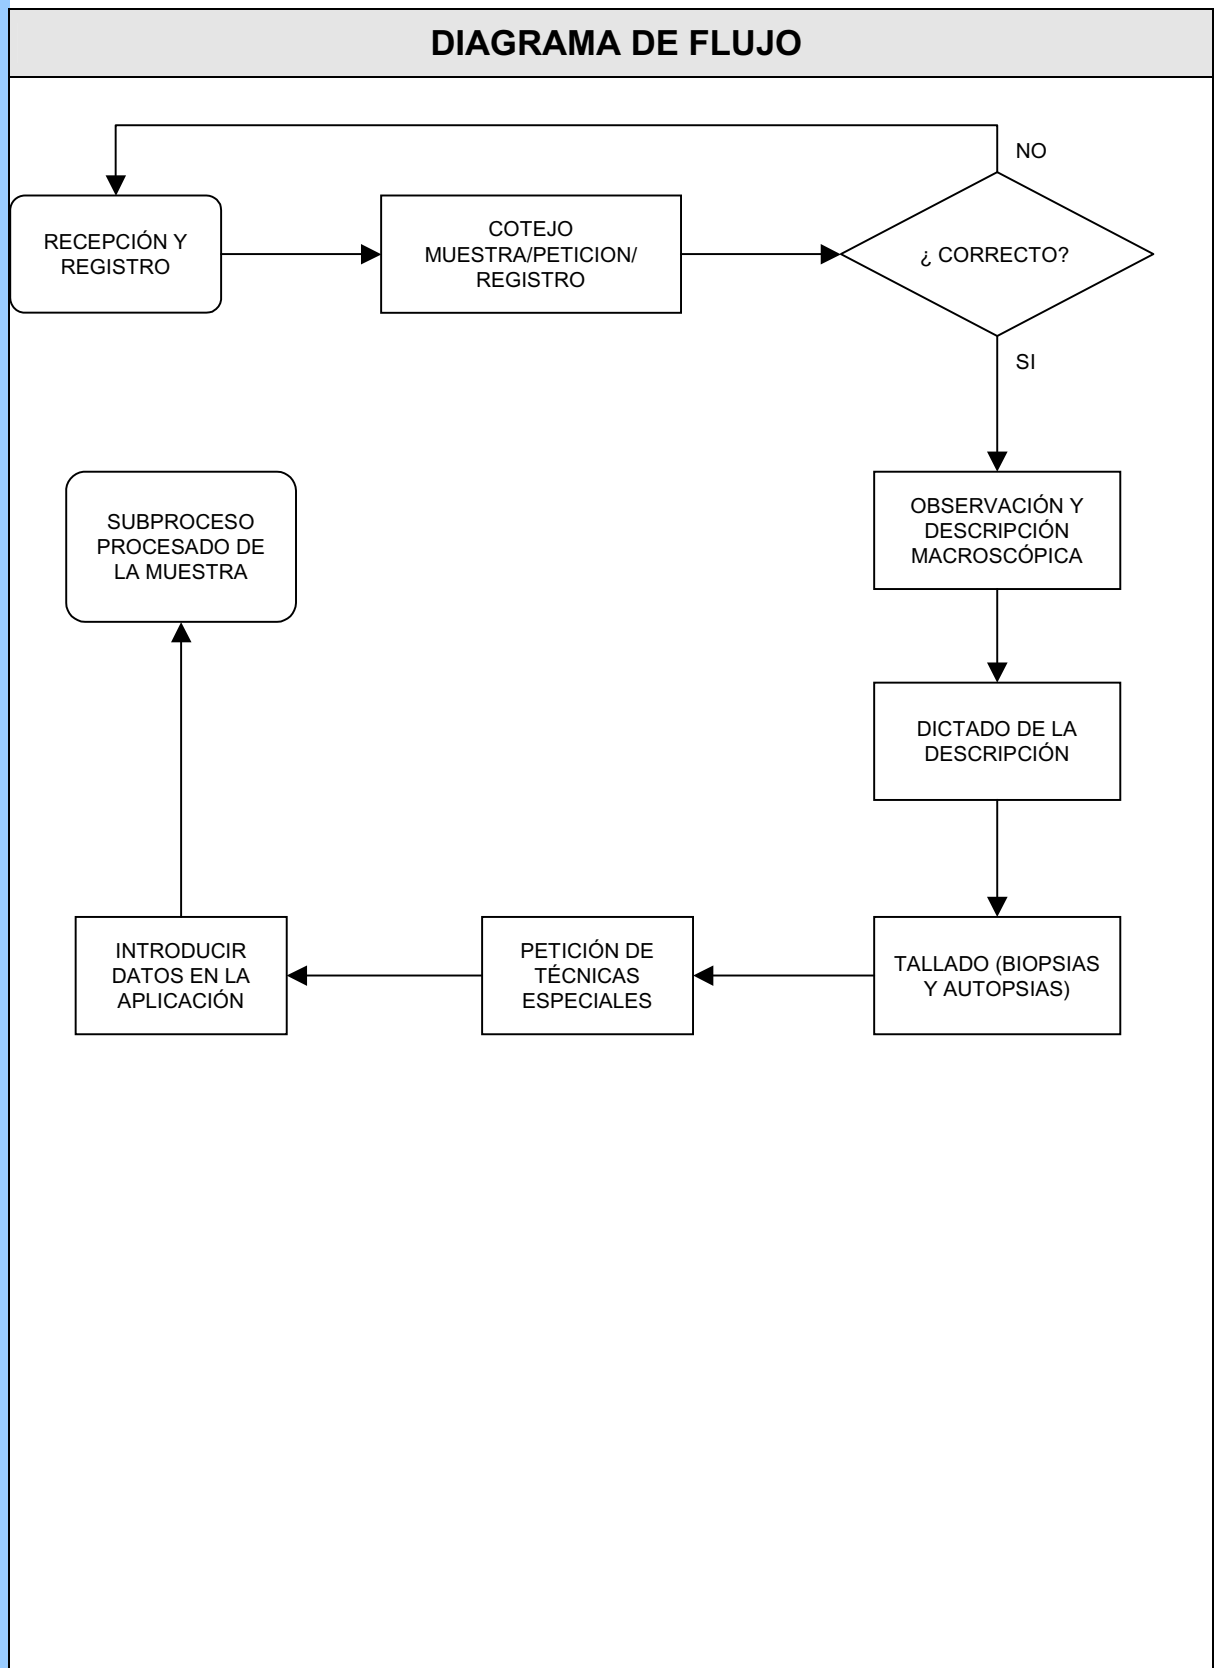 DIAGRAMA DE FLUJO
NO
RECEPCIÓN Y
REGISTRO
COTEJO
MUESTRA/PETICION/
REGISTRO
¿ CORRECTO?
SI
OBSERVACIÓN Y
DESCRIPCIÓN
MACROSCÓPICA
DICTADO DE LA
DESCRIPCIÓN
TALLADO (BIOPSIAS
Y AUTOPSIAS)
PETICIÓN DE
TÉCNICAS
ESPECIALES
INTRODUCIR
DATOS EN LA
APLICACIÓN
SUBPROCESO
PROCESADO DE
LA MUESTRA